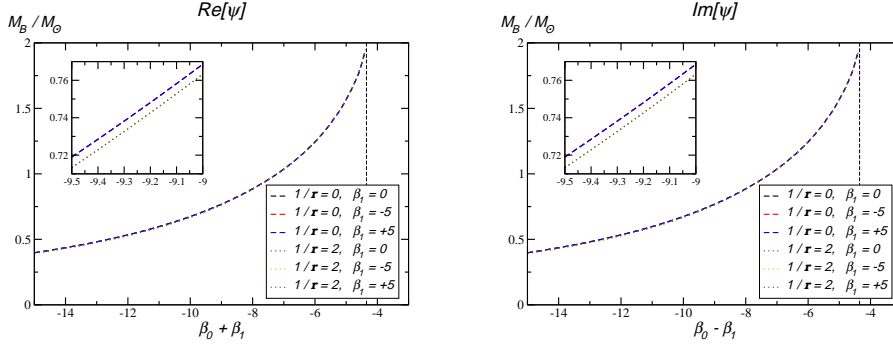 Re[ψ]
M_B / M_⊙
2
1.5
1
0.5
0
0.76
0.74
0.72
-9.5 -9.4 -9.3 -9.2 -9.1 -9
1 / r = 0, β_1 = 0
1 / r = 0, β_1 = -5
1 / r = 0, β_1 = +5
1 / r = 2, β_1 = 0
1 / r = 2, β_1 = -5
1 / r = 2, β_1 = +5
-14 -12 -10 -8 -6 -4
β_0 + β_1
Im[ψ]
M_B / M_⊙
2
1.5
1
0.5
0
0.76
0.74
0.72
-9.5 -9.4 -9.3 -9.2 -9.1 -9
1 / r = 0, β_1 = 0
1 / r = 0, β_1 = -5
1 / r = 0, β_1 = +5
1 / r = 2, β_1 = 0
1 / r = 2, β_1 = -5
1 / r = 2, β_1 = +5
-14 -12 -10 -8 -6 -4
β_0 - β_1